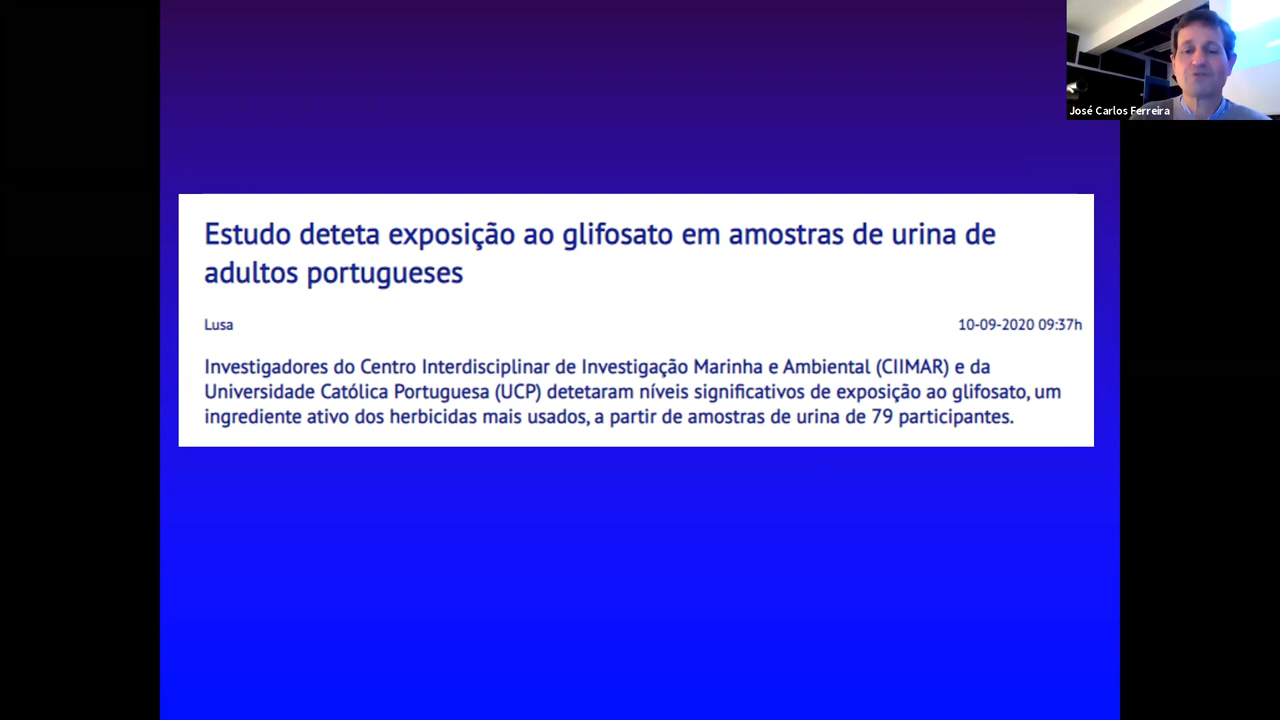 José Carlos Ferreira
Estudo deteta exposição ao glifosato em amostras de urina de
adultos portugueses
Lusa
10-09-2020 09:37h
Investigadores do Centro Interdisciplinar de Investigação Marinha e Ambiental (CIIMAR) e da
Universidade Católica Portuguesa (UCP) detetaram níveis significativos de exposição ao glifosato, um
ingrediente ativo dos herbicidas mais usados, a partir de amostras de urina de 79 participantes.